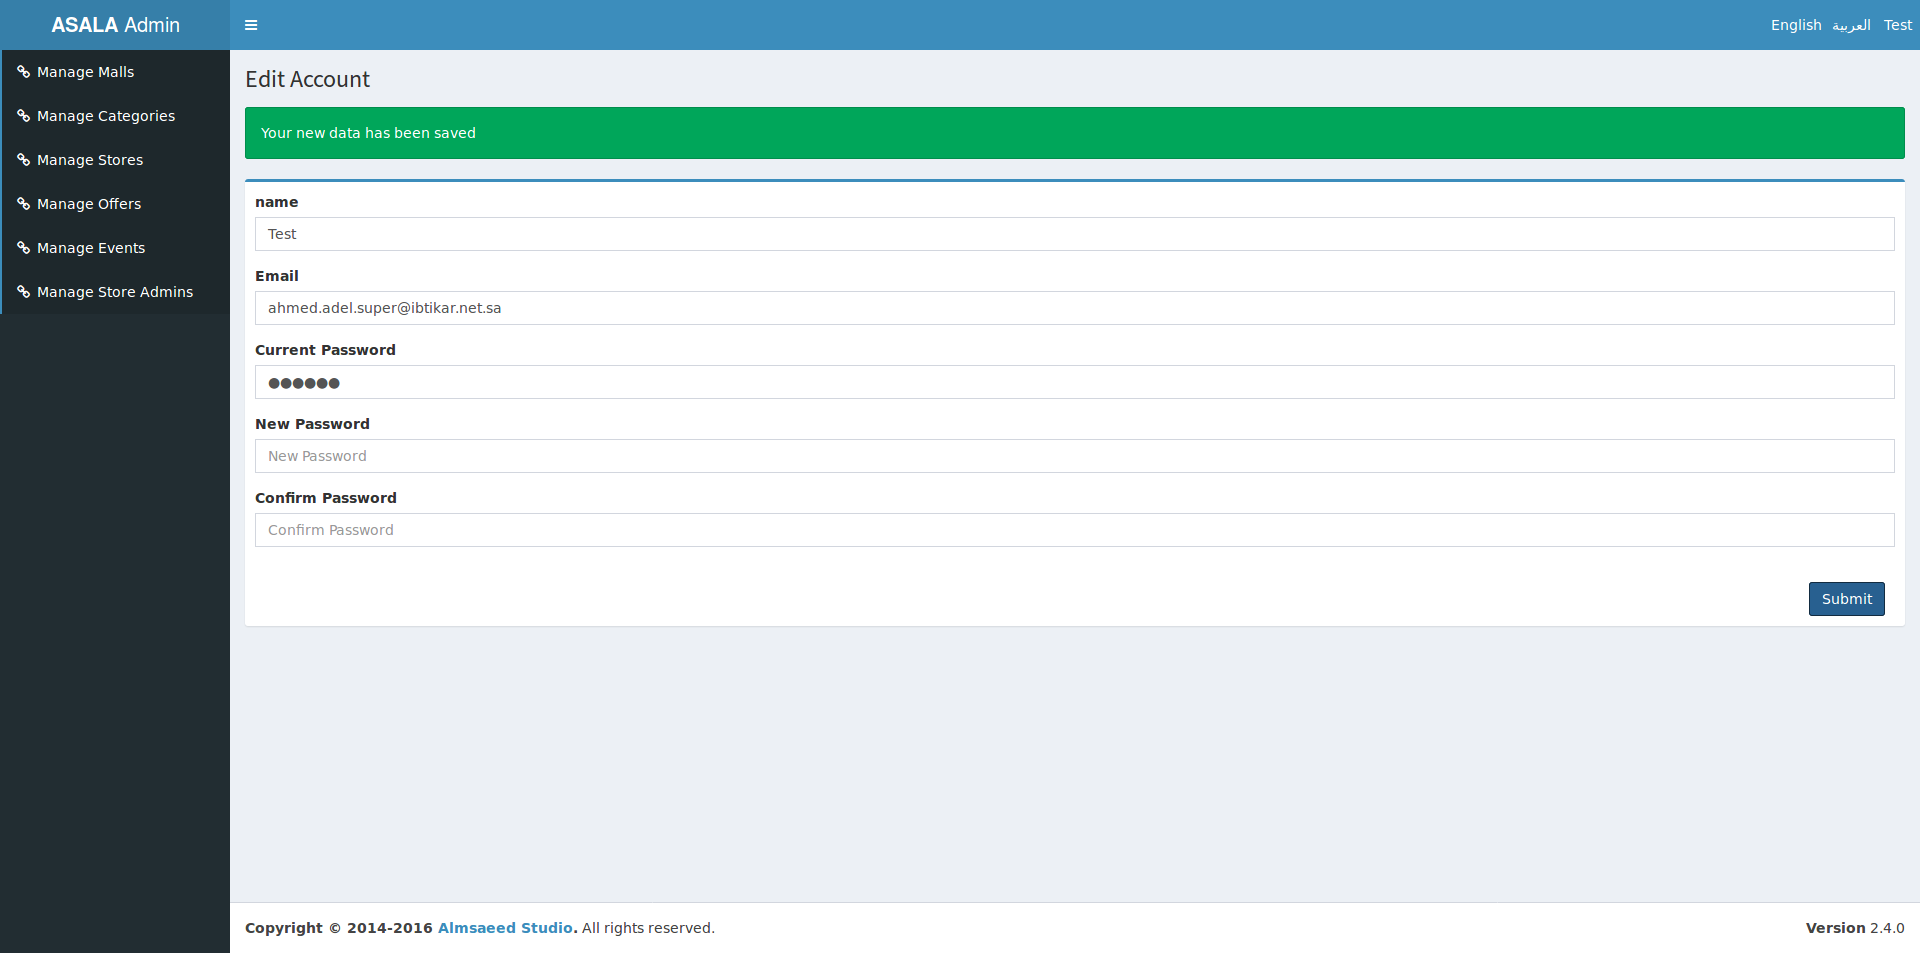 ASALA Admin
English العربية Test
Manage Malls
Manage Categories
Manage Stores
Manage Offers
Manage Events
Manage Store Admins
Edit Account
Your new data has been saved
name
Test
Email
ahmed.adel.super@ibtikar.net.sa
Current Password
●●●●●●
New Password
New Password
Confirm Password
Confirm Password
Submit
Copyright © 2014-2016 Almsaeed Studio. All rights reserved.
Version 2.4.0